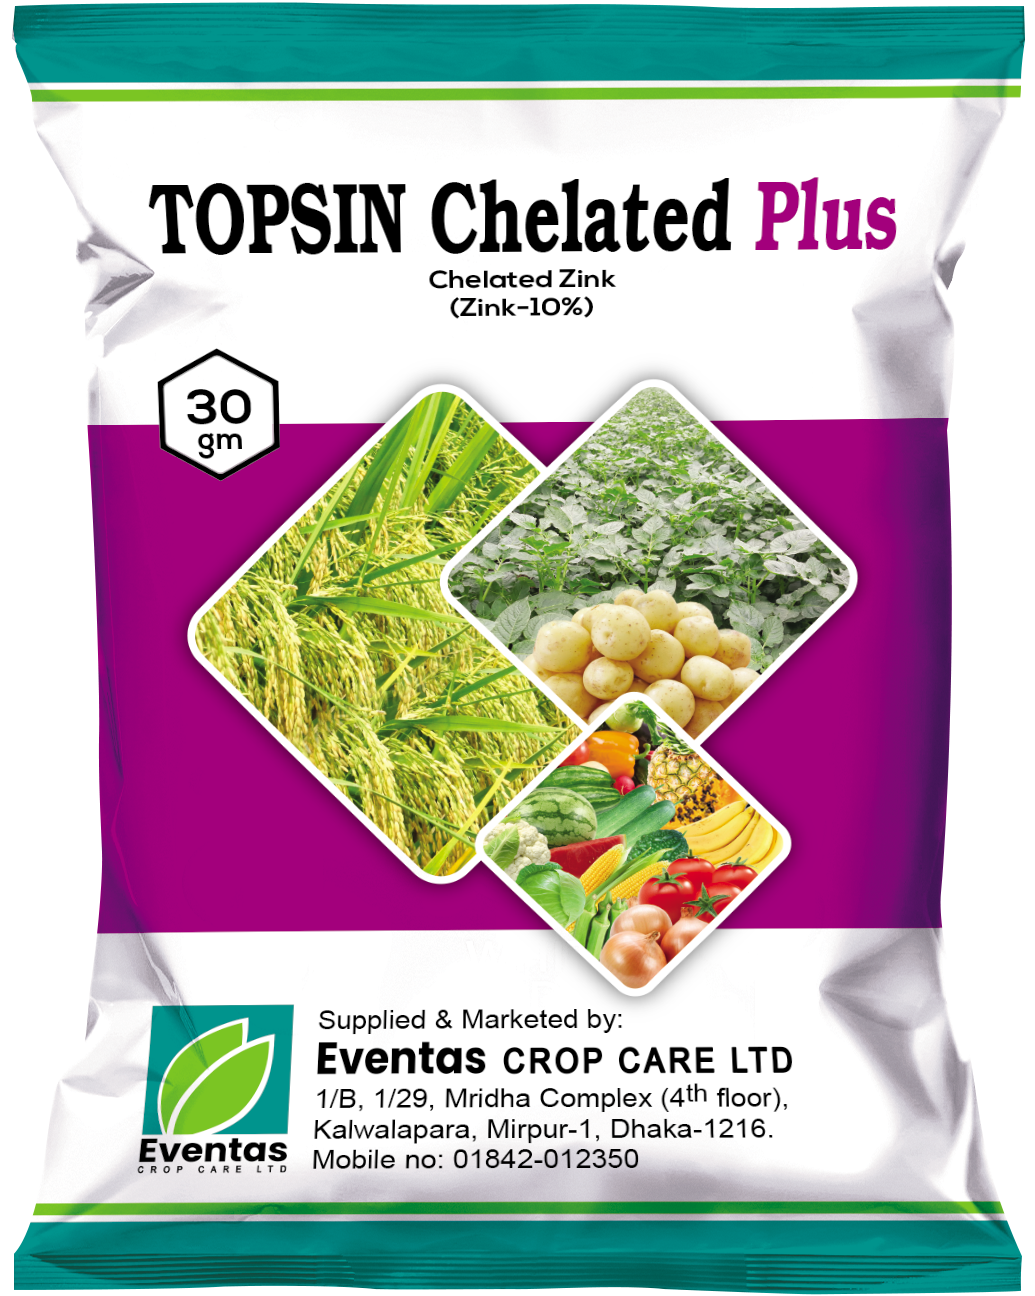 TOPSIN Chelated Plus
Chelated Zink
(Zink-10%)
30
gm
Supplied & Marketed by:
Eventas CROP CARE LTD
1/B, 1/29, Mridha Complex (4th floor),
Kalwalapara, Mirpur-1, Dhaka-1216.
Mobile no: 01842-012350
Eventas
CROP CARE LTD